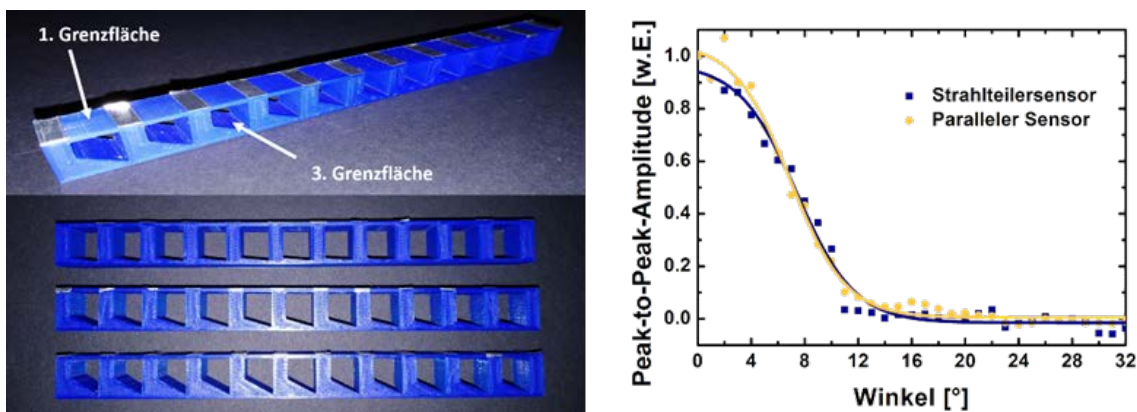 1. Grenzfläche
3. Grenzfläche
Peak-to-Peak-Amplitude [w.E.]
1.0
0.8
0.6
0.4
0.2
0.0
Strahlteilersensor
Paralleler Sensor
0 4 8 12 16 20 24 28 32
Winkel [°]